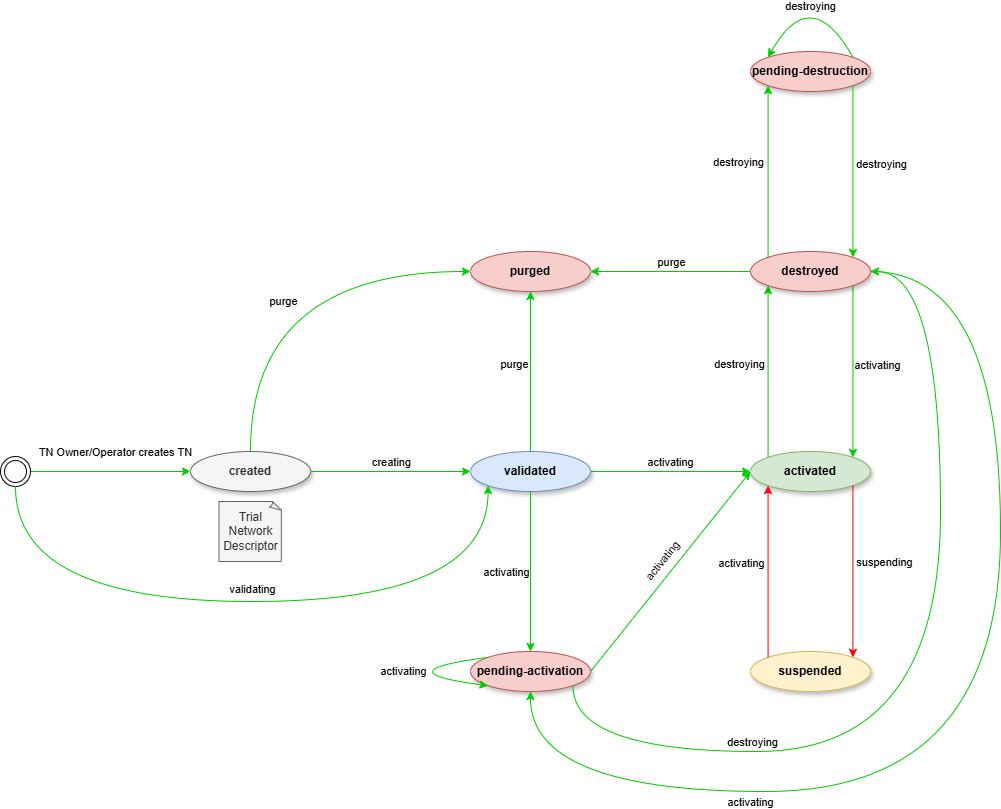 destroying
pending-destruction
destroying
destroying
purged
purge
destroyed
purge
purge
destroying
activating
TN Owner/Operator creates TN
created
creating
validated
activating
activated
Trial
Network
Descriptor
validating
activating
activating
activating
suspending
activating
pending-activation
suspended
destroying
activating